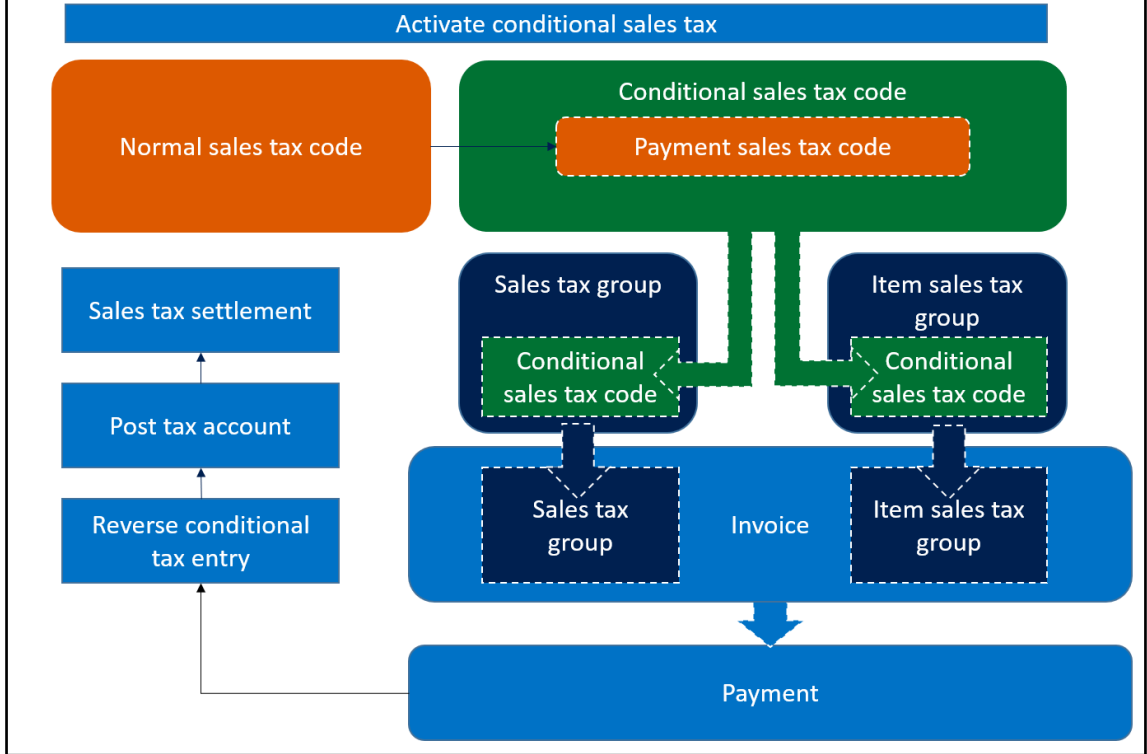 Activate conditional sales tax
Normal sales tax code
Conditional sales tax code
Payment sales tax code
Sales tax group
Conditional
sales tax code
Item sales tax
group
Conditional
sales tax code
Sales tax settlement
Post tax account
Reverse conditional
tax entry
Sales tax
group
Invoice
Item sales tax
group
Payment